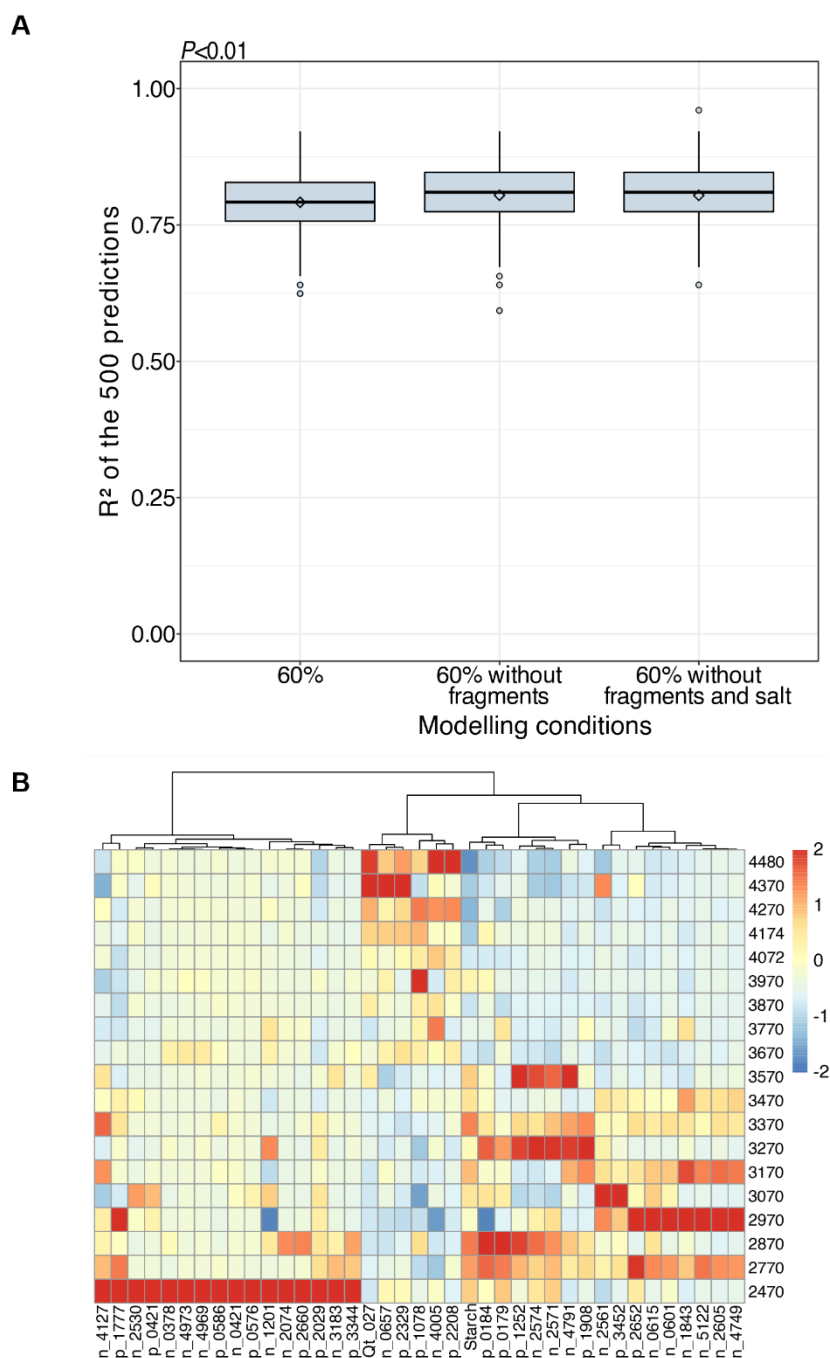 A
P<0.01
1.00
0.75
0.50
0.25
0.00
R² of the 500 predictions
60%
60% without
fragments
60% without
fragments and salt
Modelling conditions
B
4480
4370
4270
4174
4072
3970
3870
3770
3670
3570
3470
3370
3270
3170
3070
2970
2870
2770
2470
2
1
0
-1
-2
n_4127
p_1777
n_2530
p_0421
n_0378
n_4973
n_4969
p_0586
n_0421
p_0576
n_1201
n_2074
p_2660
p_2029
n_3183
p_3344
Qt_027
n_0657
p_2329
p_1078
n_4005
p_2208
Starch
p_0184
p_0179
p_1252
n_2574
n_2571
n_4791
p_1908
n_2561
p_3452
p_2652
n_0615
n_0601
n_1843
n_5122
n_2605
n_4749